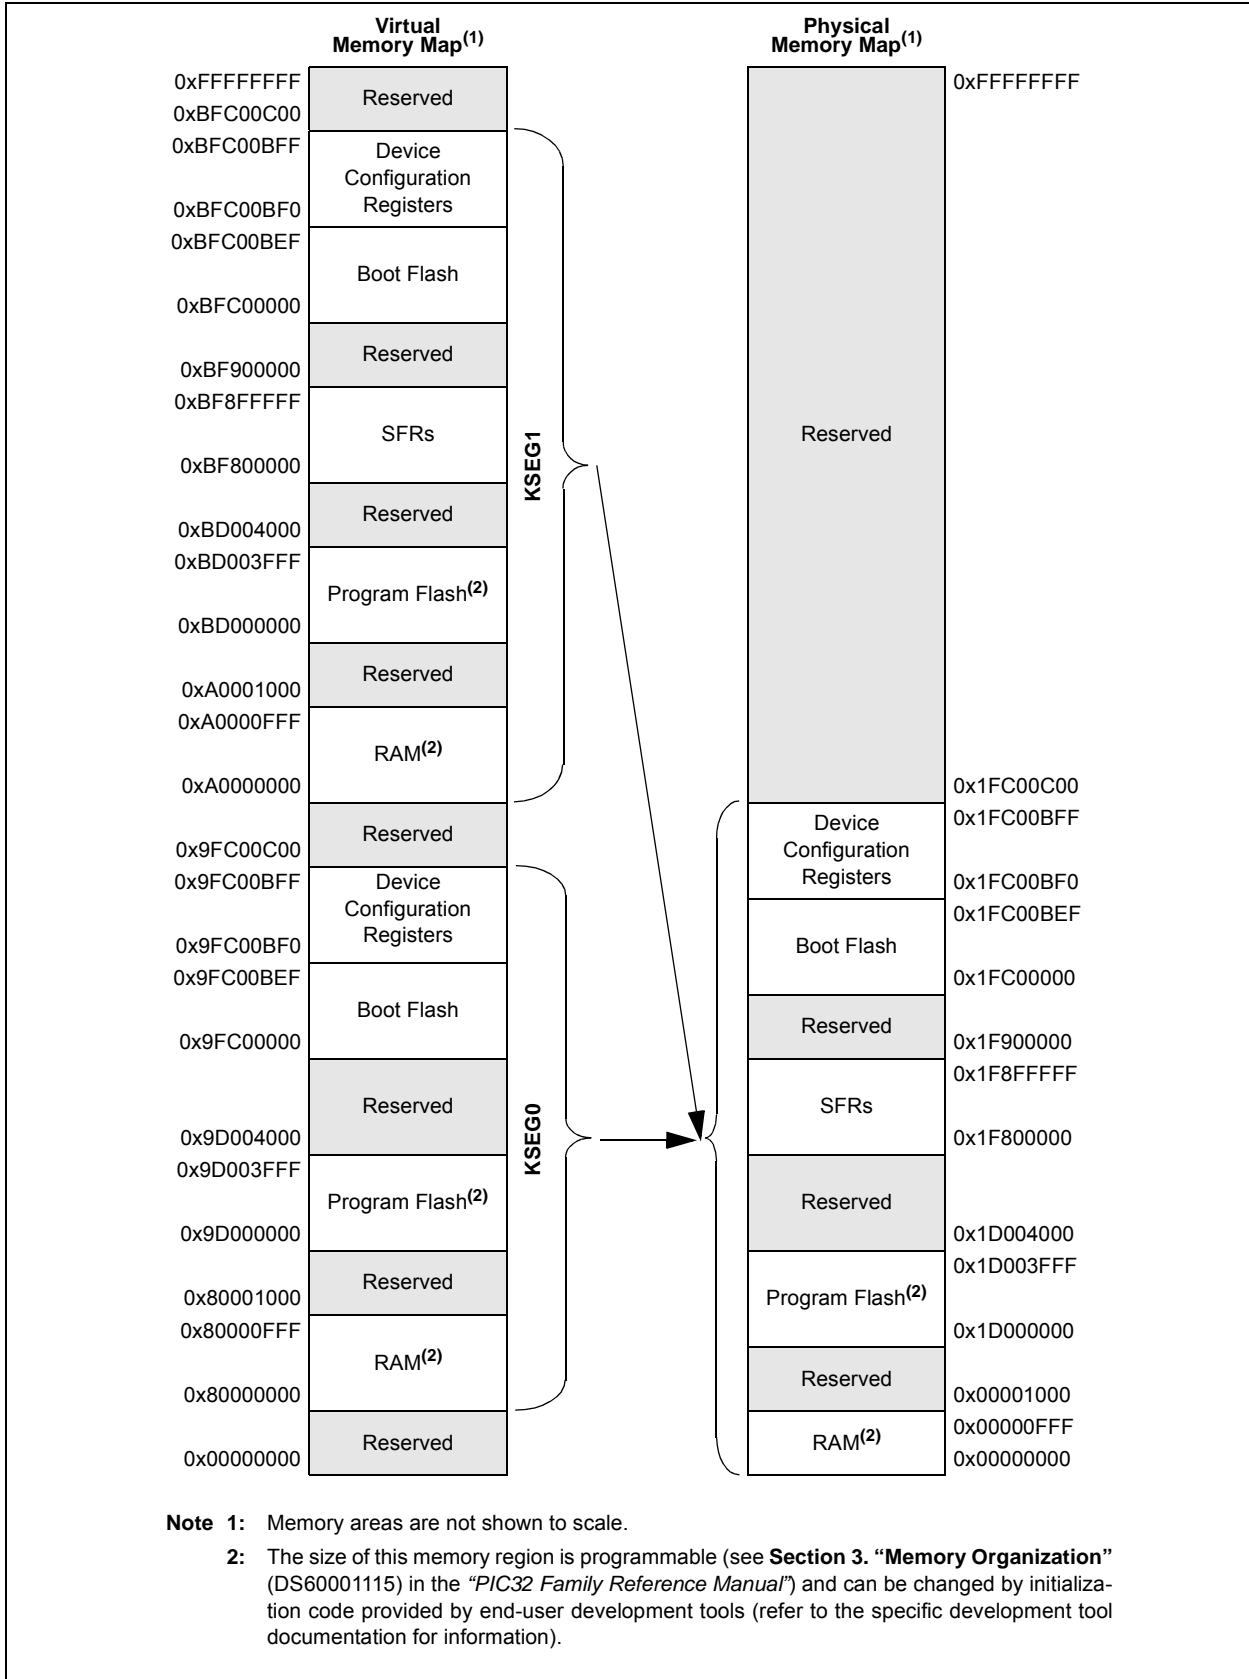 Virtual
Memory Map(1)
0xFFFFFFFF
Reserved
0xBFC00C00
0xBFC00BFF
Device
Configuration
Registers
0xBFC00BF0
0xBFC00BEF
Boot Flash
0xBFC00000
Reserved
0xBF900000
0xBF8FFFFF
SFRs
0xBF800000
Reserved
0xBD004000
0xBD003FFF
Program Flash(2)
0xBD000000
Reserved
0xA0001000
0xA0000FFF
RAM(2)
0xA0000000
KSEG1
Reserved
0x9FC00C00
0x9FC00BFF
Device
Configuration
Registers
0x9FC00BF0
0x9FC00BEF
Boot Flash
0x9FC00000
Reserved
0x9D004000
0x9D003FFF
Program Flash(2)
0x9D000000
Reserved
0x80001000
0x80000FFF
RAM(2)
0x80000000
KSEG0
Reserved
0x00000000
Physical
Memory Map(1)
0xFFFFFFFF
Reserved
0x1FC00C00
0x1FC00BFF
Device
Configuration
Registers
0x1FC00BF0
0x1FC00BEF
Boot Flash
0x1FC00000
Reserved
0x1F900000
0x1F8FFFFF
SFRs
0x1F800000
Reserved
0x1D004000
0x1D003FFF
Program Flash(2)
0x1D000000
Reserved
0x00001000
0x00000FFF
RAM(2)
0x00000000
Note 1: Memory areas are not shown to scale.
2: The size of this memory region is programmable (see Section 3. “Memory Organization”
(DS60001115) in the “PIC32 Family Reference Manual”) and can be changed by initializa-
tion code provided by end-user development tools (refer to the specific development tool
documentation for information).